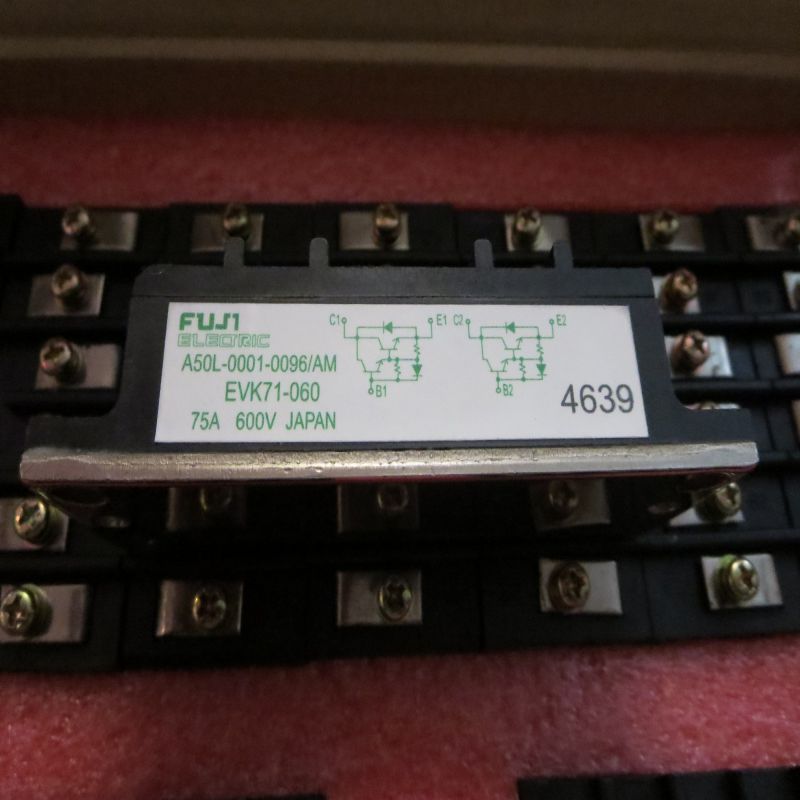 FUJI
ELECTRIC
A50L-0001-0096/AM
EVK71-060
75A 600V JAPAN
C1 E1 C2 E2
B1 B2
4639